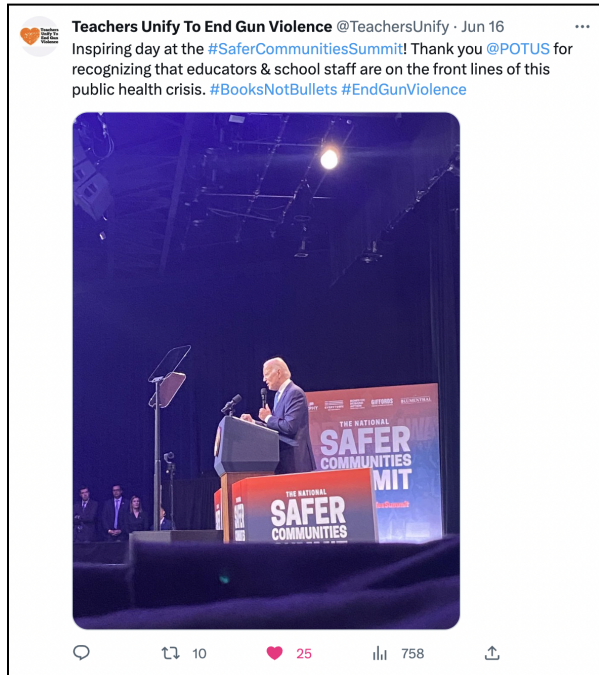 Teachers Unify To End Gun Violence @TeachersUnify · Jun 16
Inspiring day at the #SaferCommunitiesSummit! Thank you @POTUS for
recognizing that educators & school staff are on the front lines of this
public health crisis. #BooksNotBullets #EndGunViolence
GIFFORDS
BLUMENTHAL
THE NATIONAL
SAFER
COMMUNITIES
MIT
THE NATIONAL
SAFER
COMMUNITIES
10
25
758